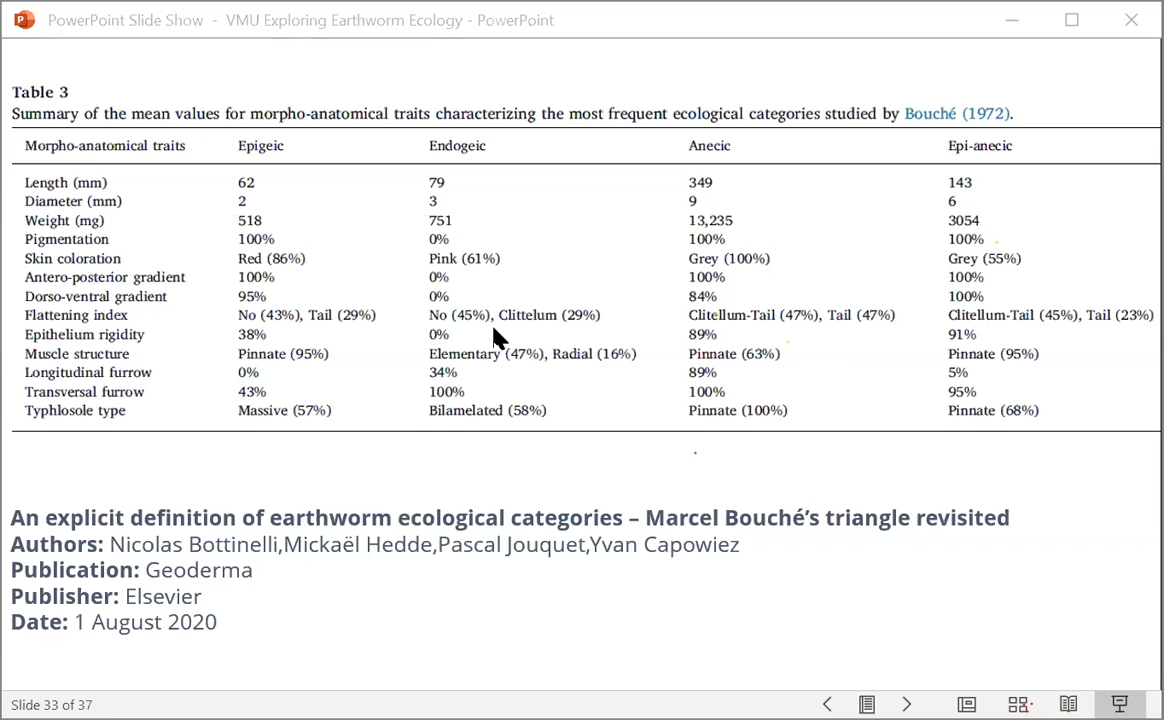 PowerPoint Slide Show - VMU Exploring Earthworm Ecology - PowerPoint
Table 3
Summary of the mean values for morpho-anatomical traits characterizing the most frequent ecological categories studied by Bouché (1972).
Morpho-anatomical traits Epigeic Endogeic Anecic Epi-anecic
Length (mm) 62 79 349 143
Diameter (mm) 2 3 9 6
Weight (mg) 518 751 13,235 3054
Pigmentation 100% 0% 100% 100%
Skin coloration Red (86%) Pink (61%) Grey (100%) Grey (55%)
Antero-posterior gradient 100% 0% 100% 100%
Dorso-ventral gradient 95% 0% 84% 100%
Flattening index No (43%), Tail (29%) No (45%), Clittelum (29%) Clitellum-Tail (47%), Tail (47%) Clitellum-Tail (45%), Tail (23%)
Epithelium rigidity 38% 0% 89% 91%
Muscle structure Pinnate (95%) Elementary (47%), Radial (16%) Pinnate (63%) Pinnate (95%)
Longitudinal furrow 0% 34% 89% 5%
Transversal furrow 43% 100% 100% 95%
Typhlosole type Massive (57%) Bilamelated (58%) Pinnate (100%) Pinnate (68%)
An explicit definition of earthworm ecological categories – Marcel Bouché’s triangle revisited
Authors: Nicolas Bottinelli,Mickaël Hedde,Pascal Jouquet,Yvan Capowiez
Publication: Geoderma
Publisher: Elsevier
Date: 1 August 2020
Slide 33 of 37